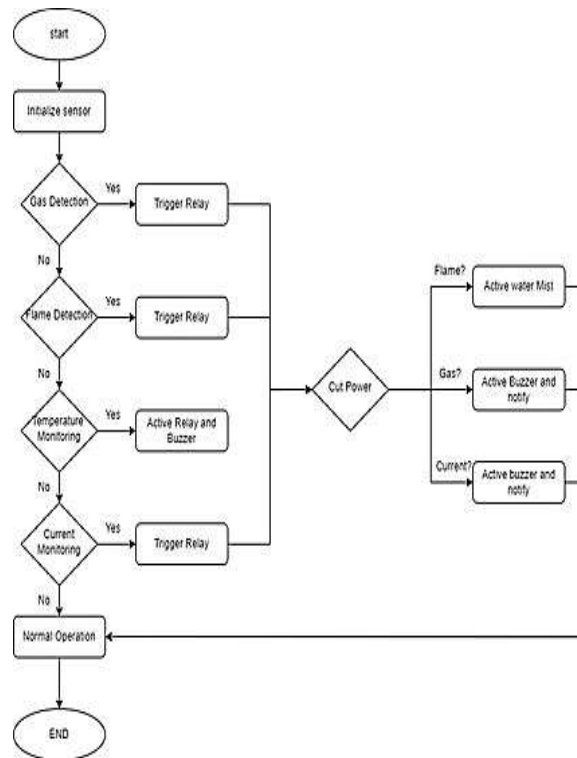 start
Initialize sensor
Gas Detection
Yes
Trigger Relay
No
Flame Detection
Yes
Trigger Relay
No
Temperature
Monitoring
Yes
Active Relay and
Buzzer
No
Current
Monitoring
Yes
Trigger Relay
No
Normal Operation
END
Cut Power
Flame?
Active water Mist
Gas?
Active Buzzer and
notify
Current?
Active buzzer and
notify